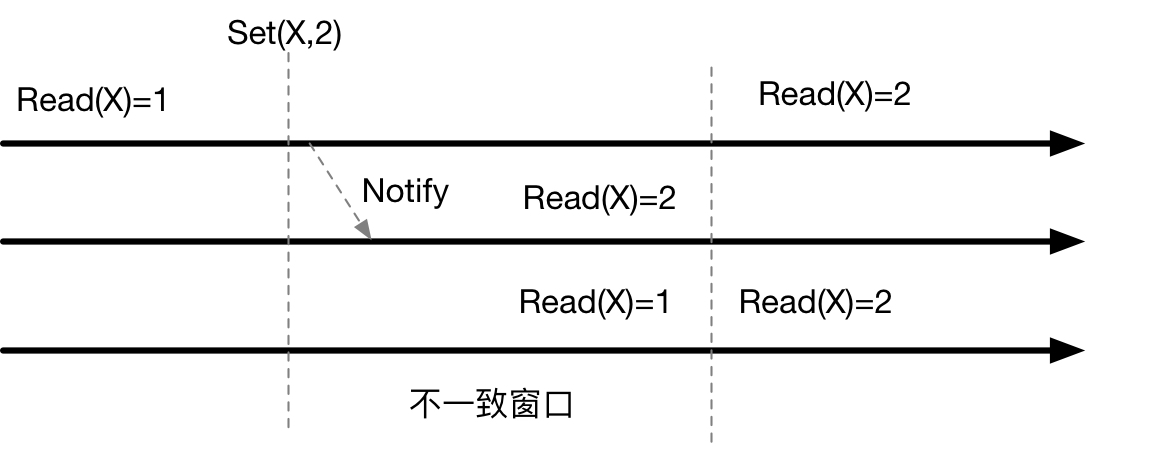 Set(X,2)
Read(X)=1
Read(X)=2
Notify
Read(X)=2
Read(X)=1
Read(X)=2
不一致窗口